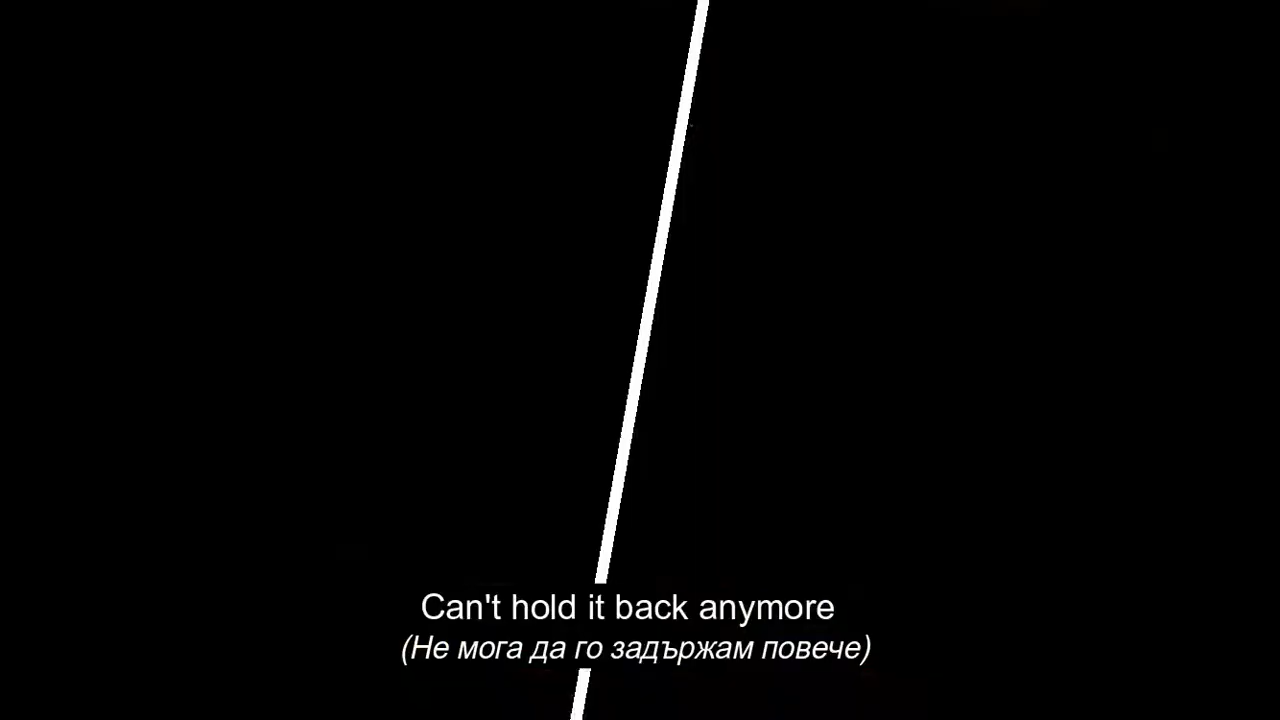 Can't hold it back anymore
(Не мога да го задържам повече)